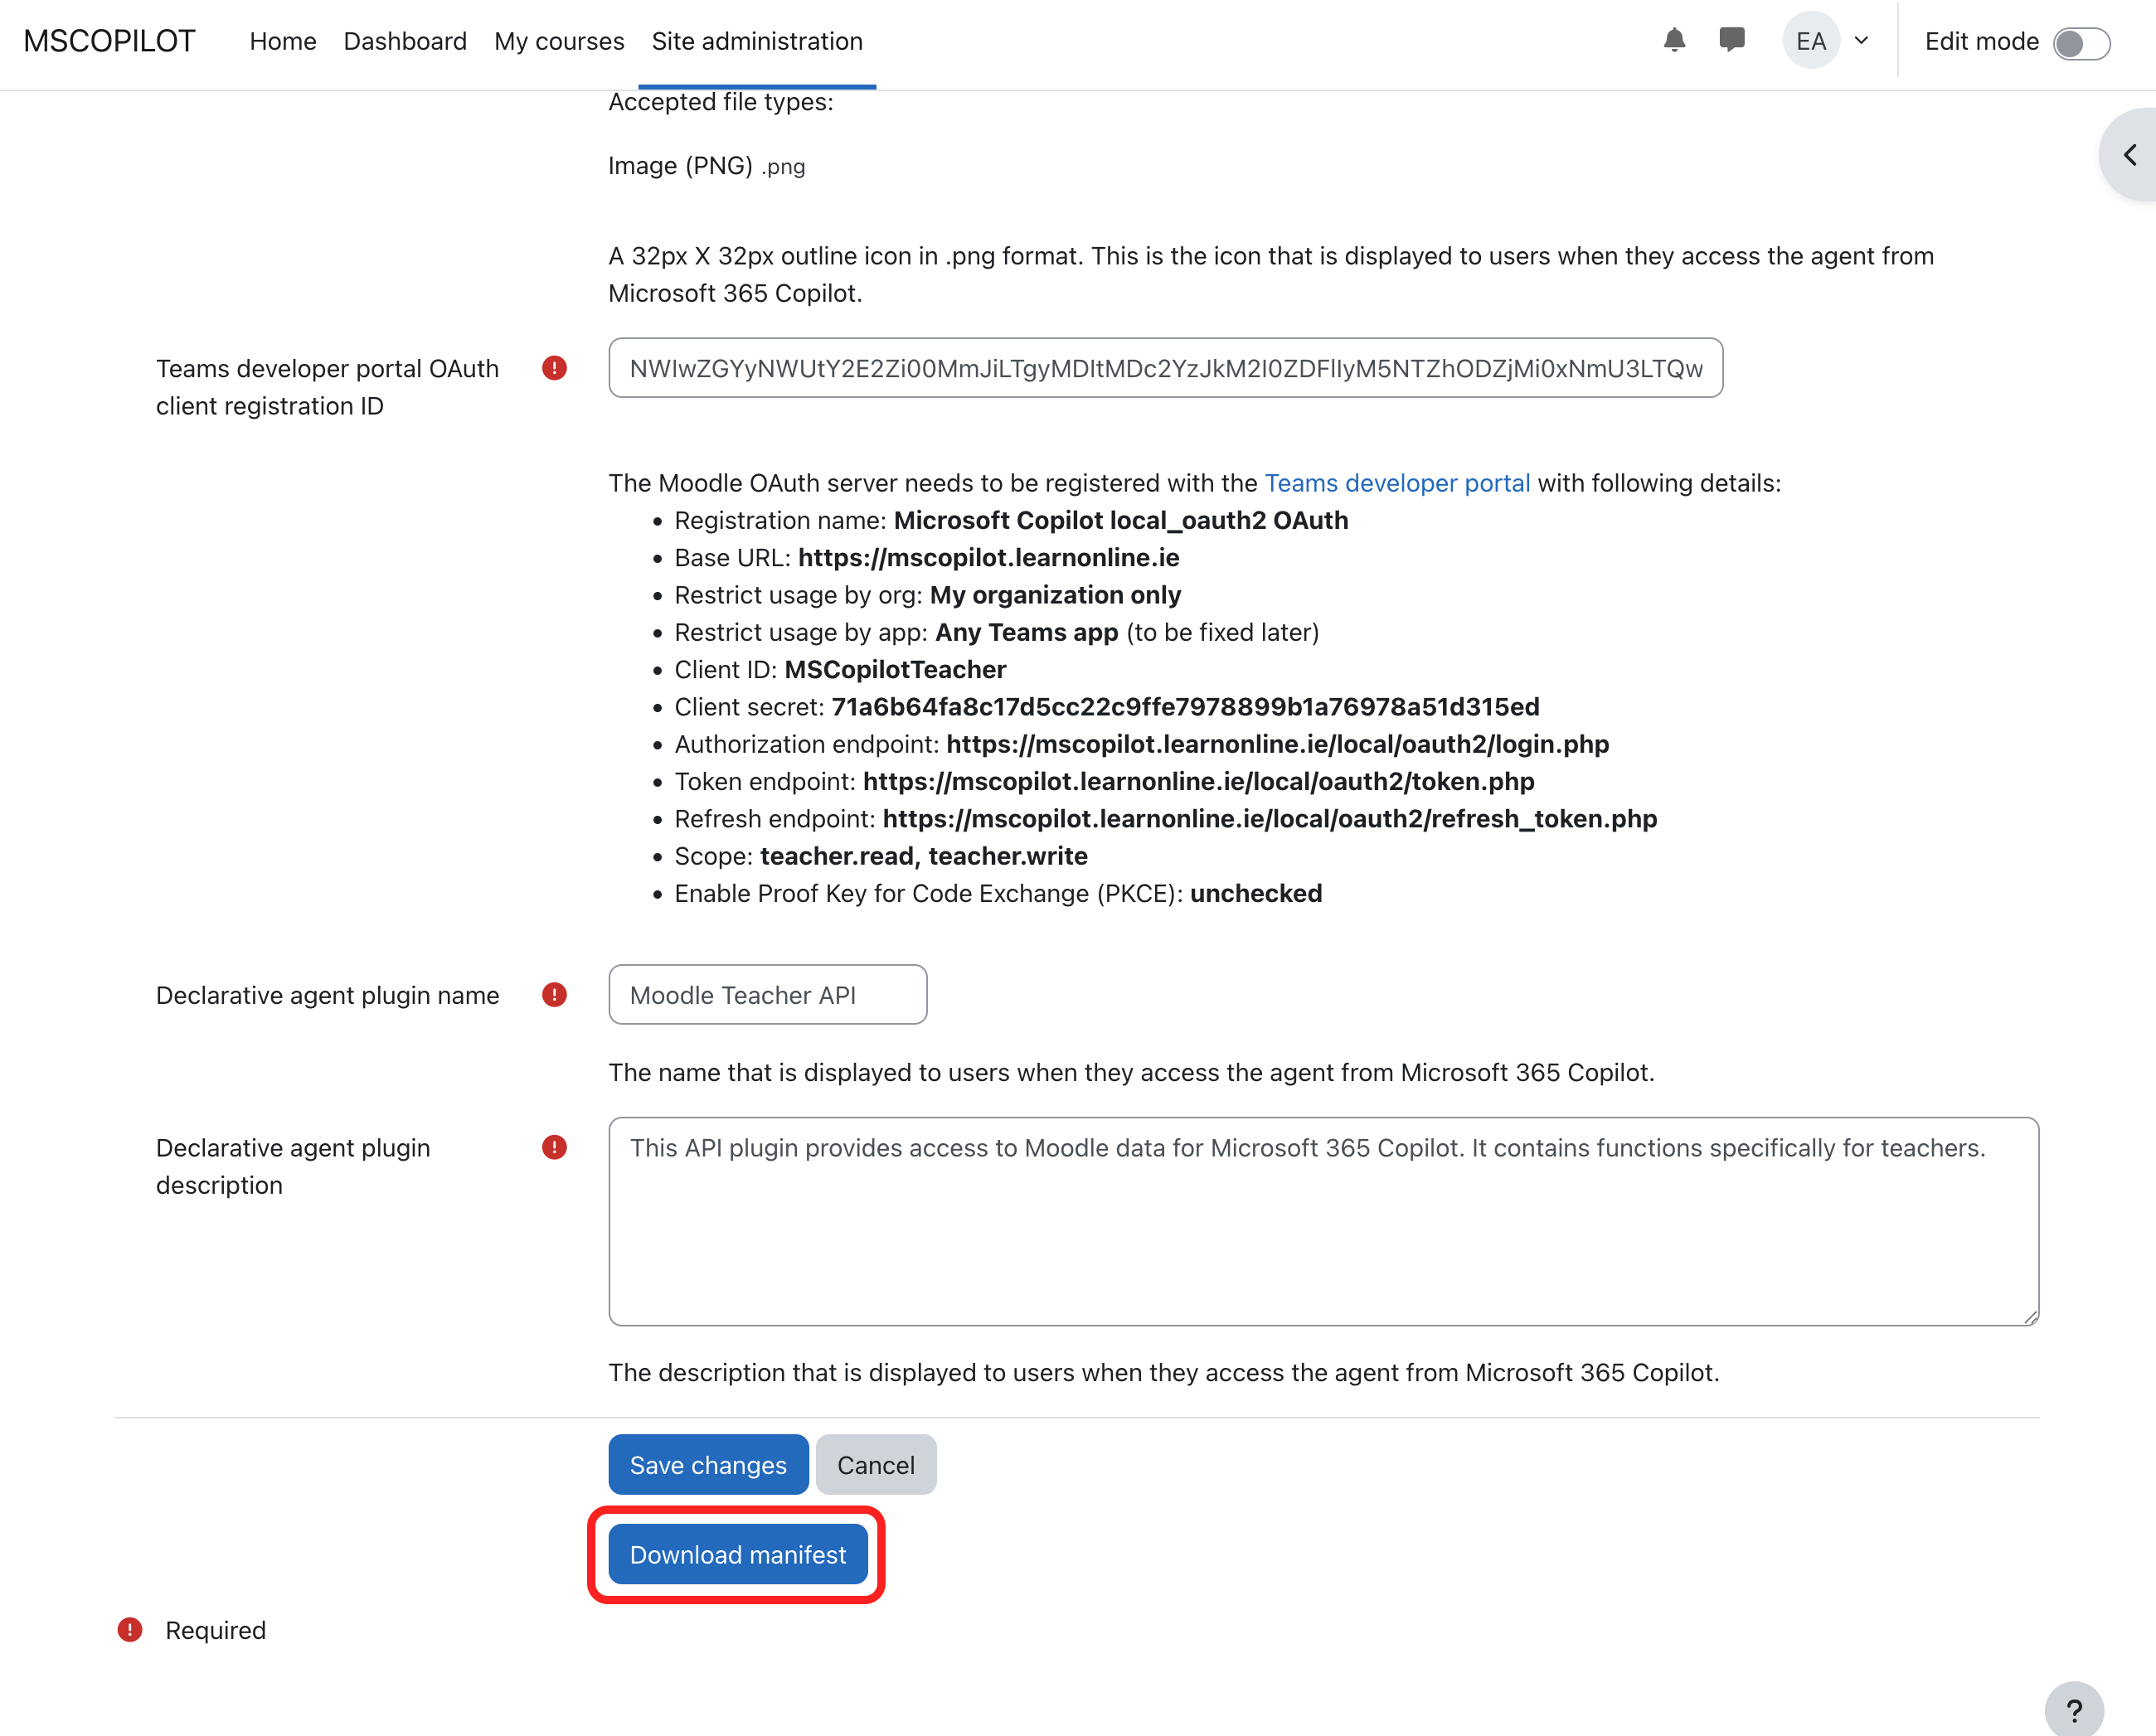 MSCOPILOT Home Dashboard My courses Site administration EA Edit mode
Accepted file types:
Image (PNG) .png
A 32px X 32px outline icon in .png format. This is the icon that is displayed to users when they access the agent from
Microsoft 365 Copilot.
Teams developer portal OAuth
client registration ID
NWIwZGYyNWUtY2E2Zi00MmJiLTgyMDItMDc2YzJkM2I0ZDFlIyM5NTZhODZjMi0xNmU3LTQw
The Moodle OAuth server needs to be registered with the Teams developer portal with following details:
• Registration name: Microsoft Copilot local_oauth2 OAuth
• Base URL: https://mscopilot.learnonline.ie
• Restrict usage by org: My organization only
• Restrict usage by app: Any Teams app (to be fixed later)
• Client ID: MSCopilotTeacher
• Client secret: 71a6b64fa8c17d5cc22c9ffe7978899b1a76978a51d315ed
• Authorization endpoint: https://mscopilot.learnonline.ie/local/oauth2/login.php
• Token endpoint: https://mscopilot.learnonline.ie/local/oauth2/token.php
• Refresh endpoint: https://mscopilot.learnonline.ie/local/oauth2/refresh_token.php
• Scope: teacher.read, teacher.write
• Enable Proof Key for Code Exchange (PKCE): unchecked
Declarative agent plugin name
Moodle Teacher API
The name that is displayed to users when they access the agent from Microsoft 365 Copilot.
Declarative agent plugin
description
This API plugin provides access to Moodle data for Microsoft 365 Copilot. It contains functions specifically for teachers.
The description that is displayed to users when they access the agent from Microsoft 365 Copilot.
Save changes Cancel
Download manifest
Required
?